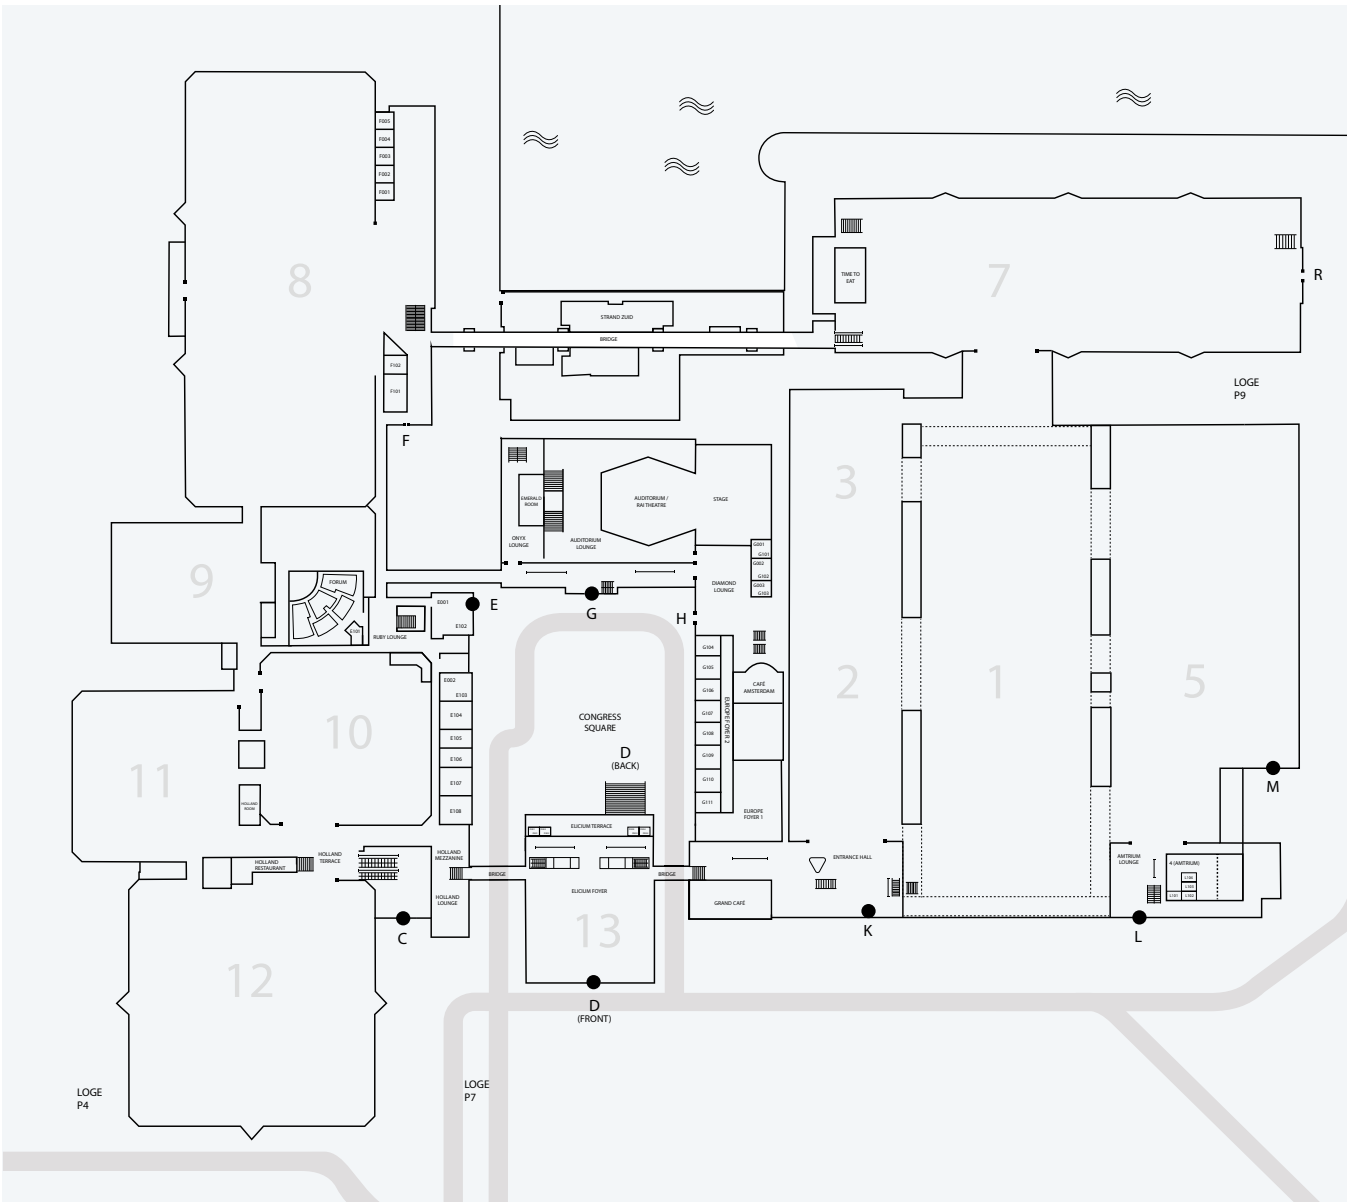 F005
F004
F003
F002
F001
8
7
R
TIME TO
EAT
STRAND ZUID
BRIDGE
F102
F101
F
LOGE
P9
3
EMERALD
ROOM
ONYX
LOUNGE
AUDITORIUM
LOUNGE
AUDITORIUM /
RAI THEATRE
STAGE
G001
G101
G002
G102
G003
G103
DIAMOND
LOUNGE
9
FORUM
E101
RUBY LOUNGE
E001
E102
E
G
H
G104
G105
G106
G107
G108
G109
G110
G111
EUROPE FOYER 2
CAFÉ
AMSTERDAM
EUROPE
FOYER 1
2
1
5
M
E002
E103
E104
E105
E106
E107
E108
10
11
HOLLAND
ROOM
CONGRESS
SQUARE
D
(BACK)
ELICIUM TERRACE
ELICIUM FOYER
BRIDGE
BRIDGE
HOLLAND
RESTAURANT
HOLLAND
TERRACE
HOLLAND
MEZZANINE
HOLLAND
LOUNGE
C
GRAND CAFÉ
ENTRANCE HALL
K
AMTRIUM
LOUNGE
4 (AMTRIUM)
L106
L103
L101
L102
L
12
13
D
(FRONT)
LOGE
P4
LOGE
P7